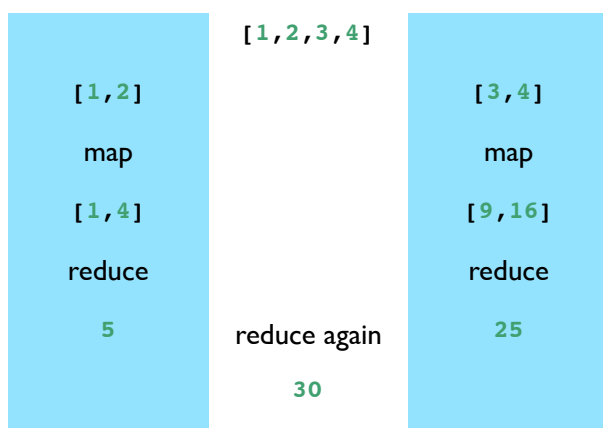 [1,2,3,4]
[1,2]
map
[1,4]
reduce
5
[3,4]
map
[9,16]
reduce
25
reduce again
30